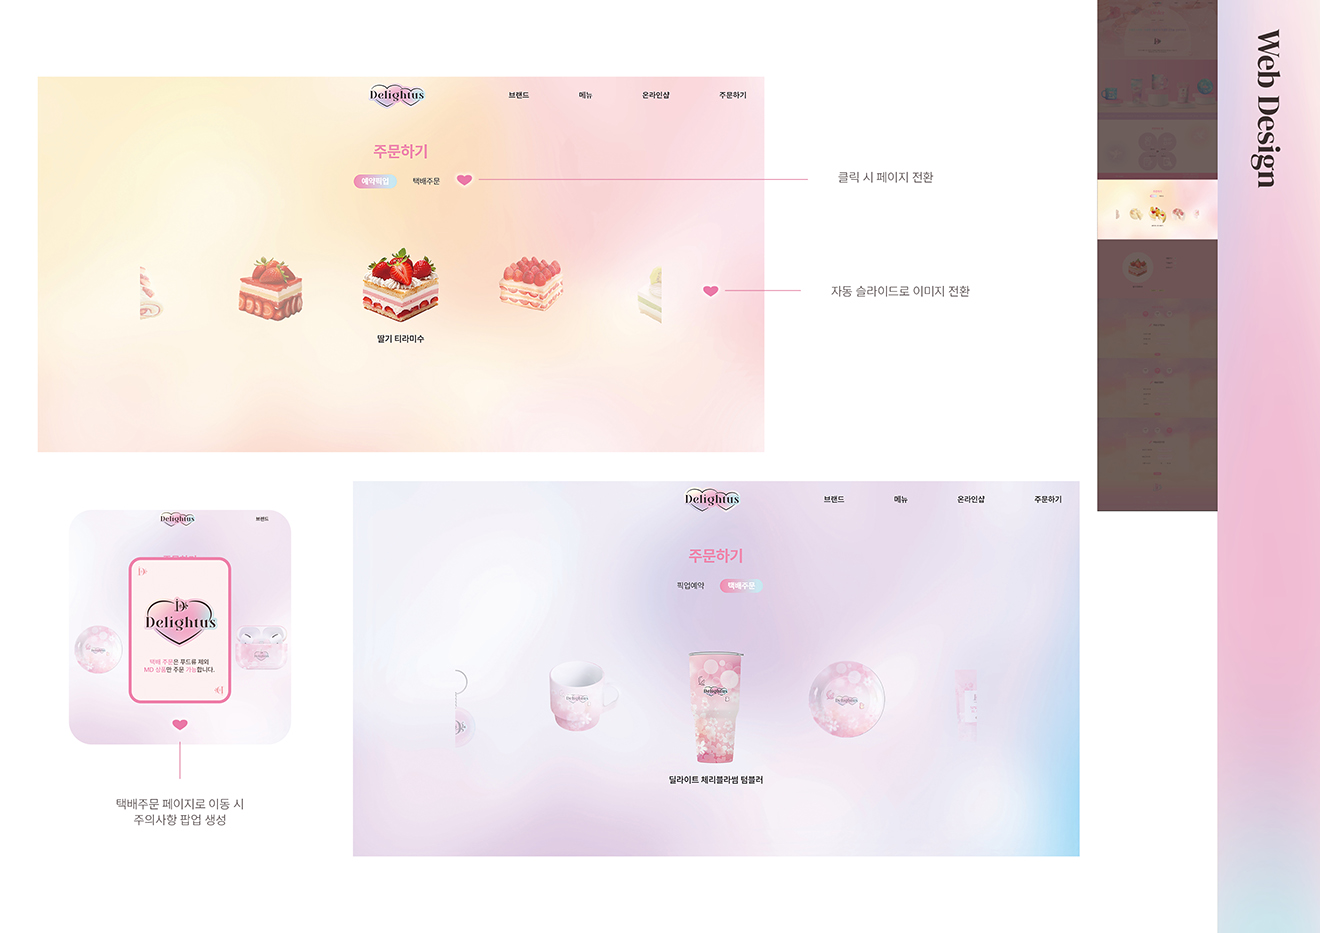 Web Design
Delightus
브랜드
메뉴
온라인샵
주문하기
주문하기
예약픽업
택배주문
클릭 시 페이지 전환
자동 슬라이드로 이미지 전환
딸기 티라미수
Delightus
브랜드
Delightus
택배 주문은 푸드류 제외
MD 상품만 주문 가능합니다.
택배주문 페이지로 이동 시
주의사항 팝업 생성
Delightus
브랜드
메뉴
온라인샵
주문하기
주문하기
픽업예약
택배주문
Delightus
딜라이트 체리블라썸 텀블러